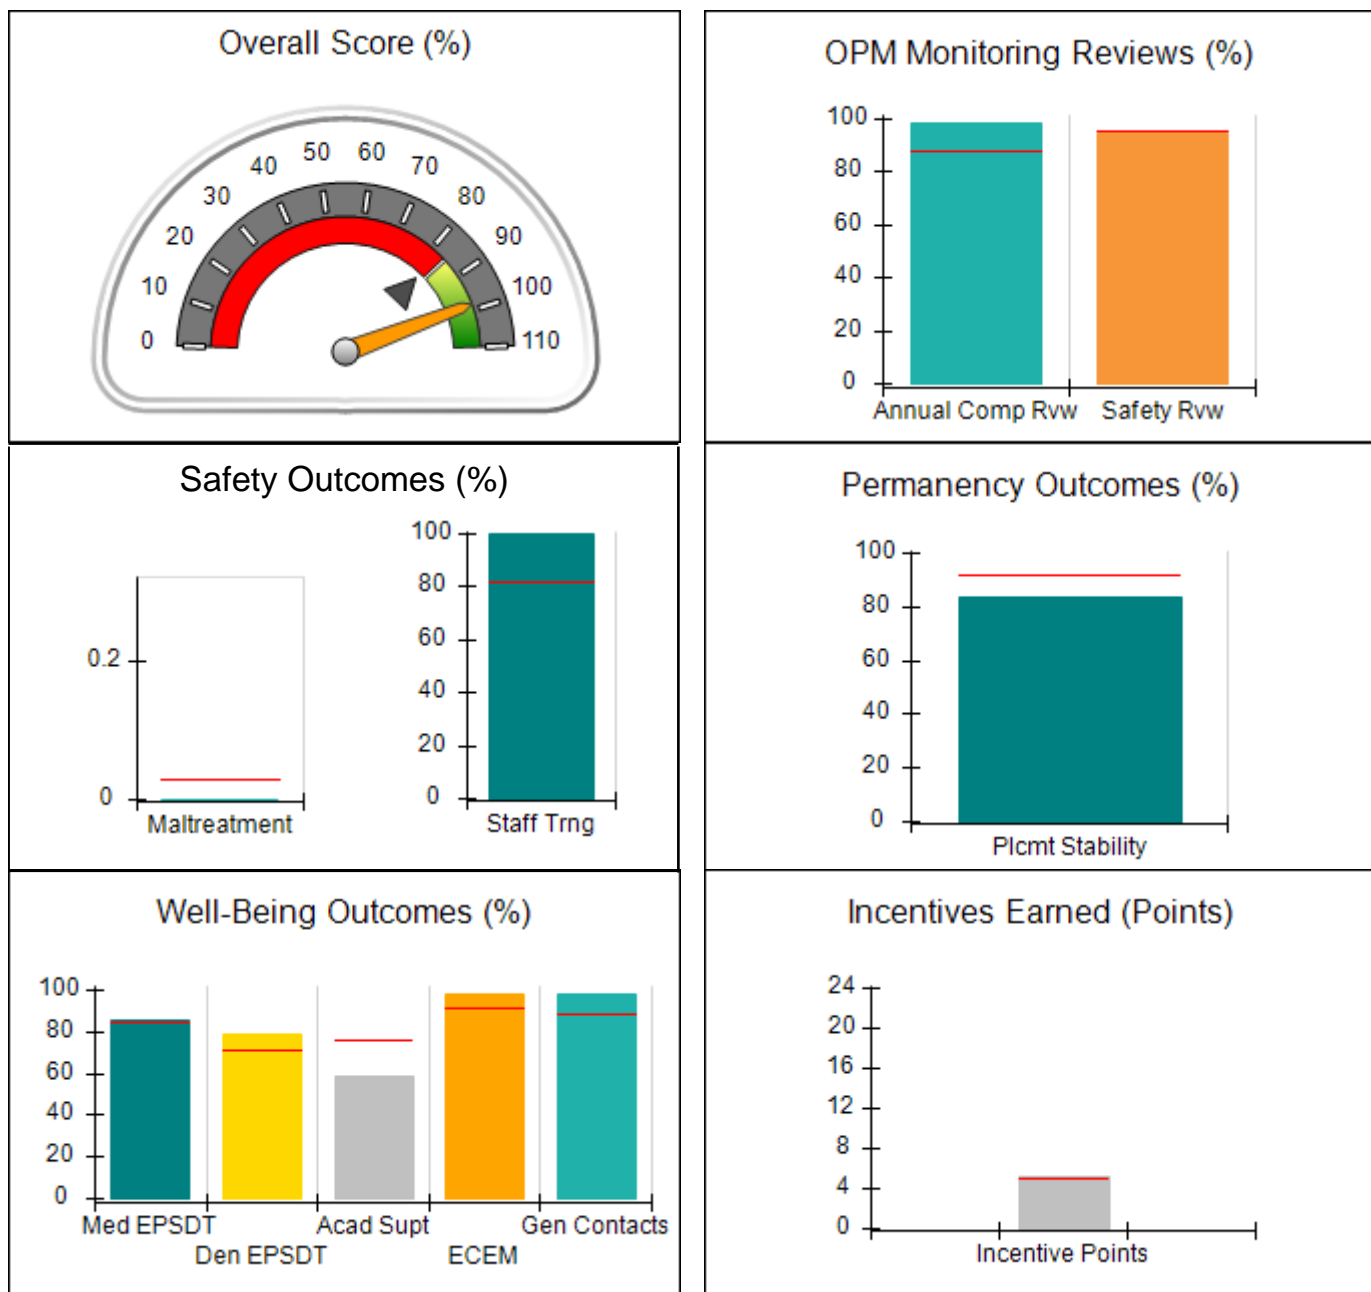 Overall Score (%)
0
10
20
30
40
50
60
70
80
90
100
110
OPM Monitoring Reviews (%)
100
80
60
40
20
0
Annual Comp Rvw
Safety Rvw
Safety Outcomes (%)
0.2
0
Maltreatment
100
80
60
40
20
0
Staff Trng
Permanency Outcomes (%)
100
80
60
40
20
0
Plcmt Stability
Well-Being Outcomes (%)
100
80
60
40
20
0
Med EPSDT
Den EPSDT
Acad Supt
ECEM
Gen Contacts
Incentives Earned (Points)
24
20
16
12
8
4
0
Incentive Points